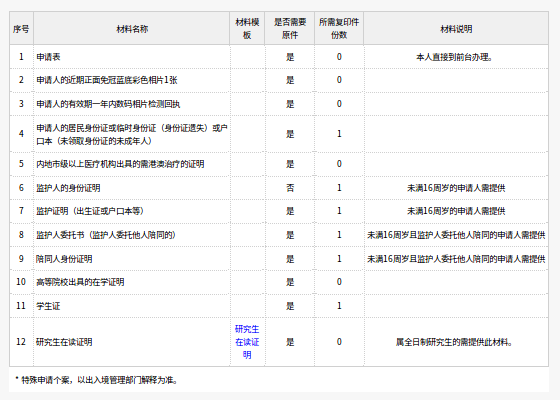 序号 材料名称 材料模板 是否需要原件 所需复印件份数 材料说明
1 申请表 是 0 本人直接到前台办理。
2 申请人的近期正面免冠蓝底彩色相片1张 是 0
3 申请人的有效期一年内数码相片检测回执 是 0
4 申请人的居民身份证或临时身份证（身份证遗失）或户
口本（未领取身份证的未成年人） 是 1
5 内地市级以上医疗机构出具的需港澳治疗的证明 是 0
6 监护人的身份证明 否 1 未满16周岁的申请人需提供
7 监护证明（出生证或户口本等） 是 1 未满16周岁的申请人需提供
8 监护人委托书（监护人委托他人陪同的） 是 1 未满16周岁且监护人委托他人陪同的申请人需提供
9 陪同人身份证明 是 1 未满16周岁且监护人委托他人陪同的申请人需提供
10 高等院校出具的在学证明 是 0
11 学生证 是 1
12 研究生在读证明 研究生在读证明 是 0 属全日制研究生的需提供此材料。
* 特殊申请个案，以出入境管理部门解释为准。